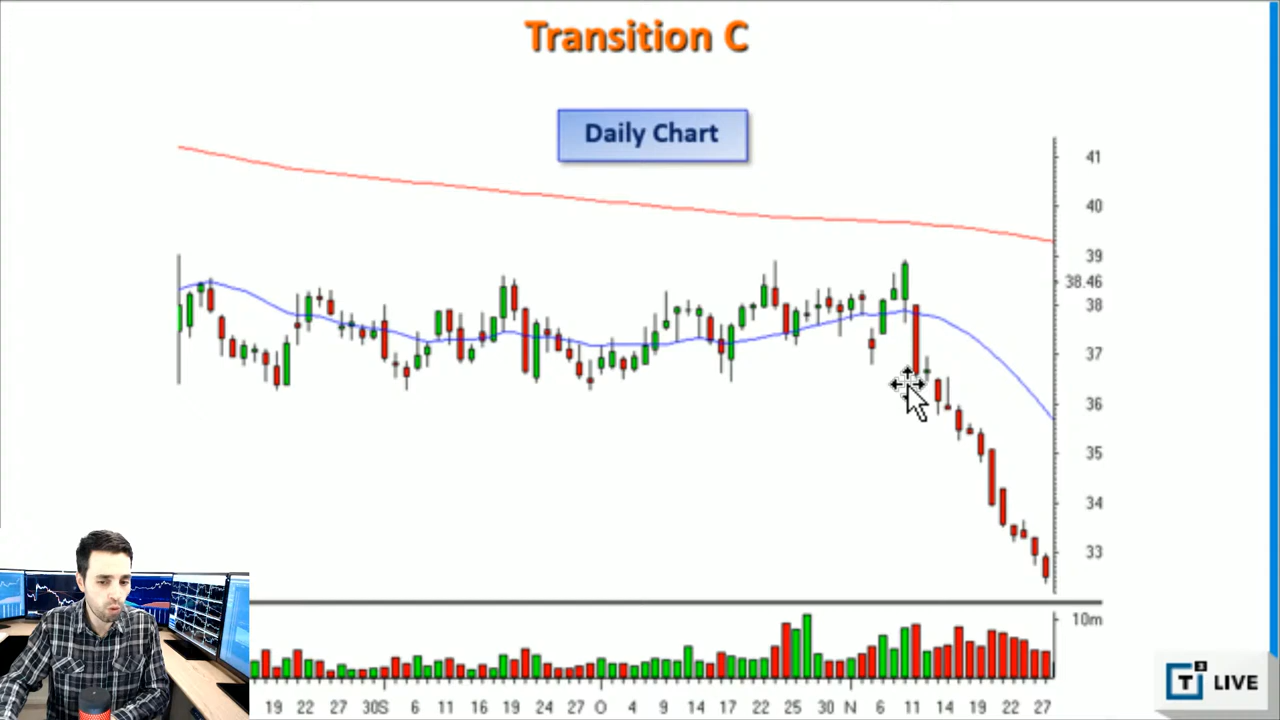 Transition C
Daily Chart
41
40
39
38.46
38
37
36
35
34
33
10m
19 22 27 30S 6 11 16 19 24 27 O 4 9 14 17 22 25 30 N 6 11 14 19 22 27
T3 LIVE